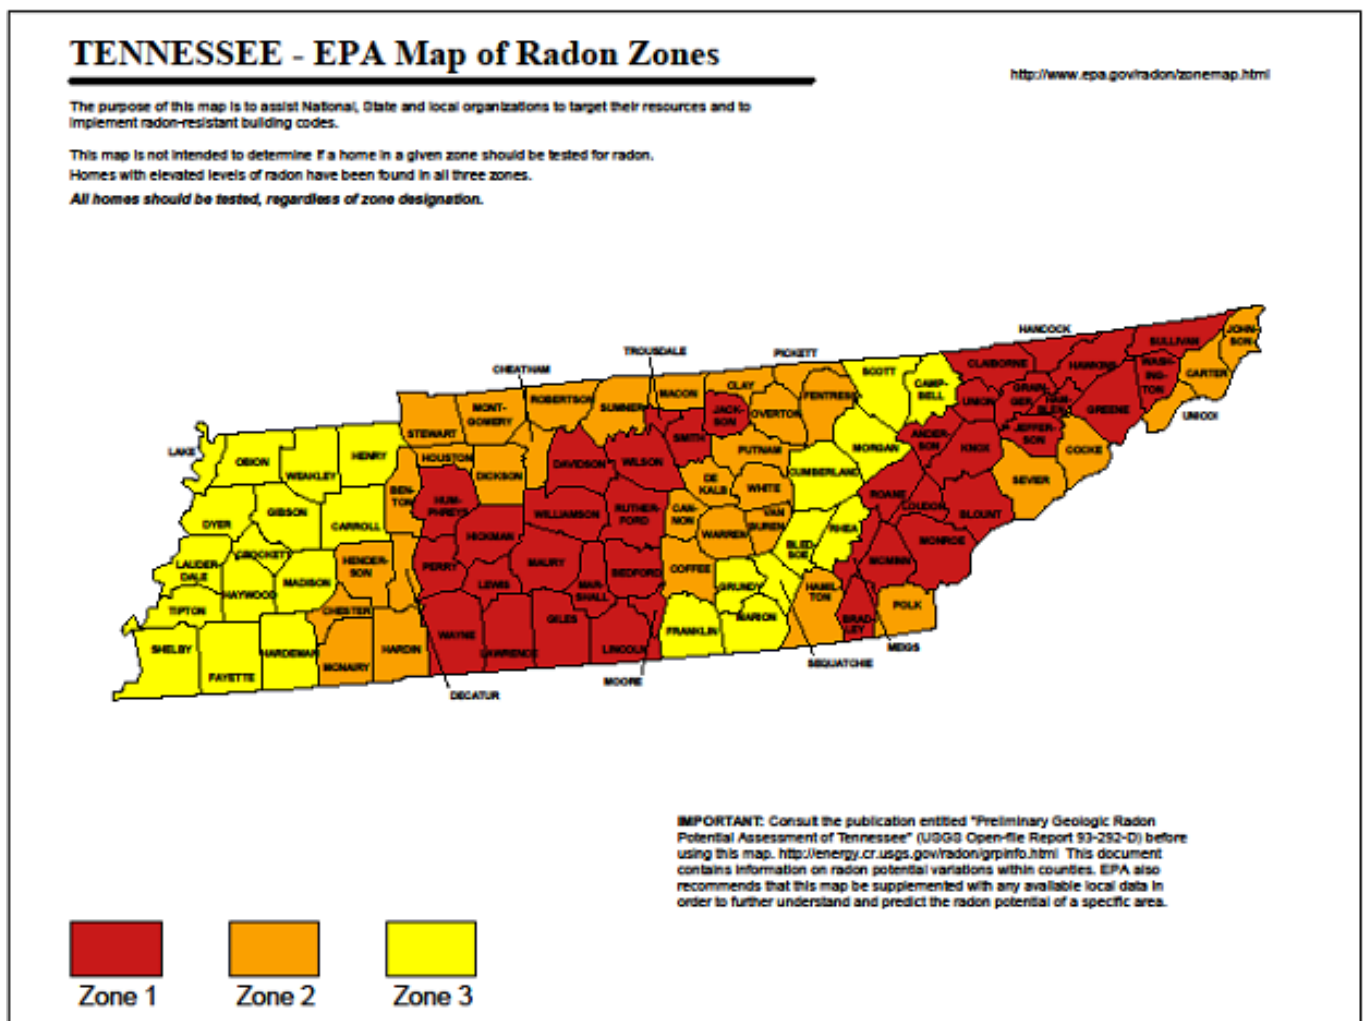 TENNESSEE - EPA Map of Radon Zones
http://www.epa.gov/radon/zonemap.html
The purpose of this map is to assist National, State and local organizations to target their resources and to
implement radon-resistant building codes.
This map is not intended to determine if a home in a given zone should be tested for radon.
Homes with elevated levels of radon have been found in all three zones.
All homes should be tested, regardless of zone designation.
HANCOCK
TROUSDALE
PICKETT
CHEATHAM
JOHN-
SON
SULLIVAN
CLAIBORNE
HAWKINS
WASH-
ING-
TON
CARTER
UNICOI
SCOTT
CAMP-
BELL
UNION
GRAIN-
GER
HAM-
BLEN
GREENE
CLAY
MACON
FENTRESS
ROBERTSON
SUMNER
JACK-
SON
OVERTON
MONT-
GOMERY
STEWART
SMITH
PUTNAM
MORGAN
ANDER-
SON
KNOX
JEFFER-
SON
COCKE
SEVIER
LAKE
OBION
WEAKLEY
HENRY
HOUSTON
DICKSON
DAVIDSON
WILSON
DE
KALB
WHITE
CUMBERLAND
ROANE
LOUDON
BLOUNT
BEN-
TON
HUM-
PHREYS
WILLIAMSON
RUTHER-
FORD
CAN-
NON
WARREN
VAN
BUREN
BLED-
SOE
RHEA
MONROE
MCMINN
DYER
GIBSON
CARROLL
HICKMAN
LAUDER-
DALE
CROCKETT
HAYWOOD
MADISON
HENDER-
SON
PERRY
LEWIS
MAURY
MAR-
SHALL
BEDFORD
COFFEE
GRUNDY
HAMIL-
TON
POLK
TIPTON
CHESTER
SHELBY
FAYETTE
HARDEMAN
MCNAIRY
HARDIN
WAYNE
LAWRENCE
GILES
LINCOLN
FRANKLIN
MARION
BRAD-
LEY
MEIGS
SEQUATCHIE
MOORE
DECATUR
IMPORTANT: Consult the publication entitled "Preliminary Geologic Radon
Potential Assessment of Tennessee" (USGS Open-file Report 93-292-D) before
using this map. http://energy.cr.usgs.gov/radon/grpinfo.html This document
contains information on radon potential variations within counties. EPA also
recommends that this map be supplemented with any available local data in
order to further understand and predict the radon potential of a specific area.
Zone 1
Zone 2
Zone 3